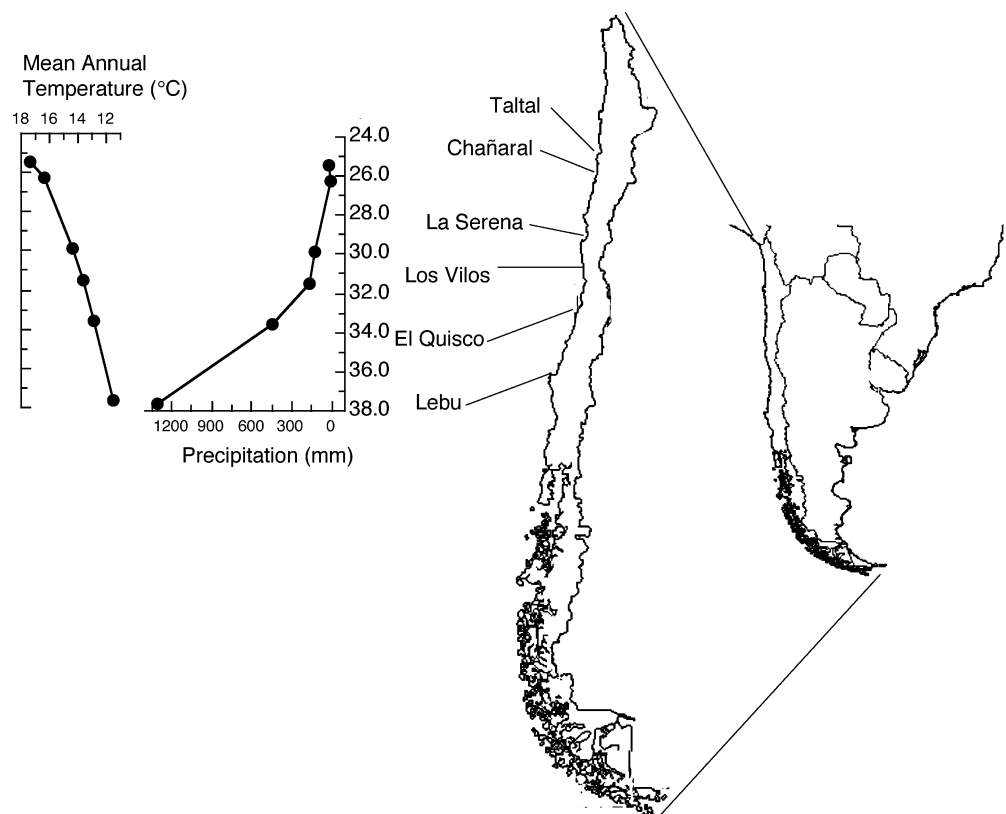 Mean Annual
Temperature (°C)
18 16 14 12
24.0
26.0
28.0
30.0
32.0
34.0
36.0
38.0
1200 900 600 300 0
Precipitation (mm)
Taltal
Chañaral
La Serena
Los Vilos
El Quisco
Lebu